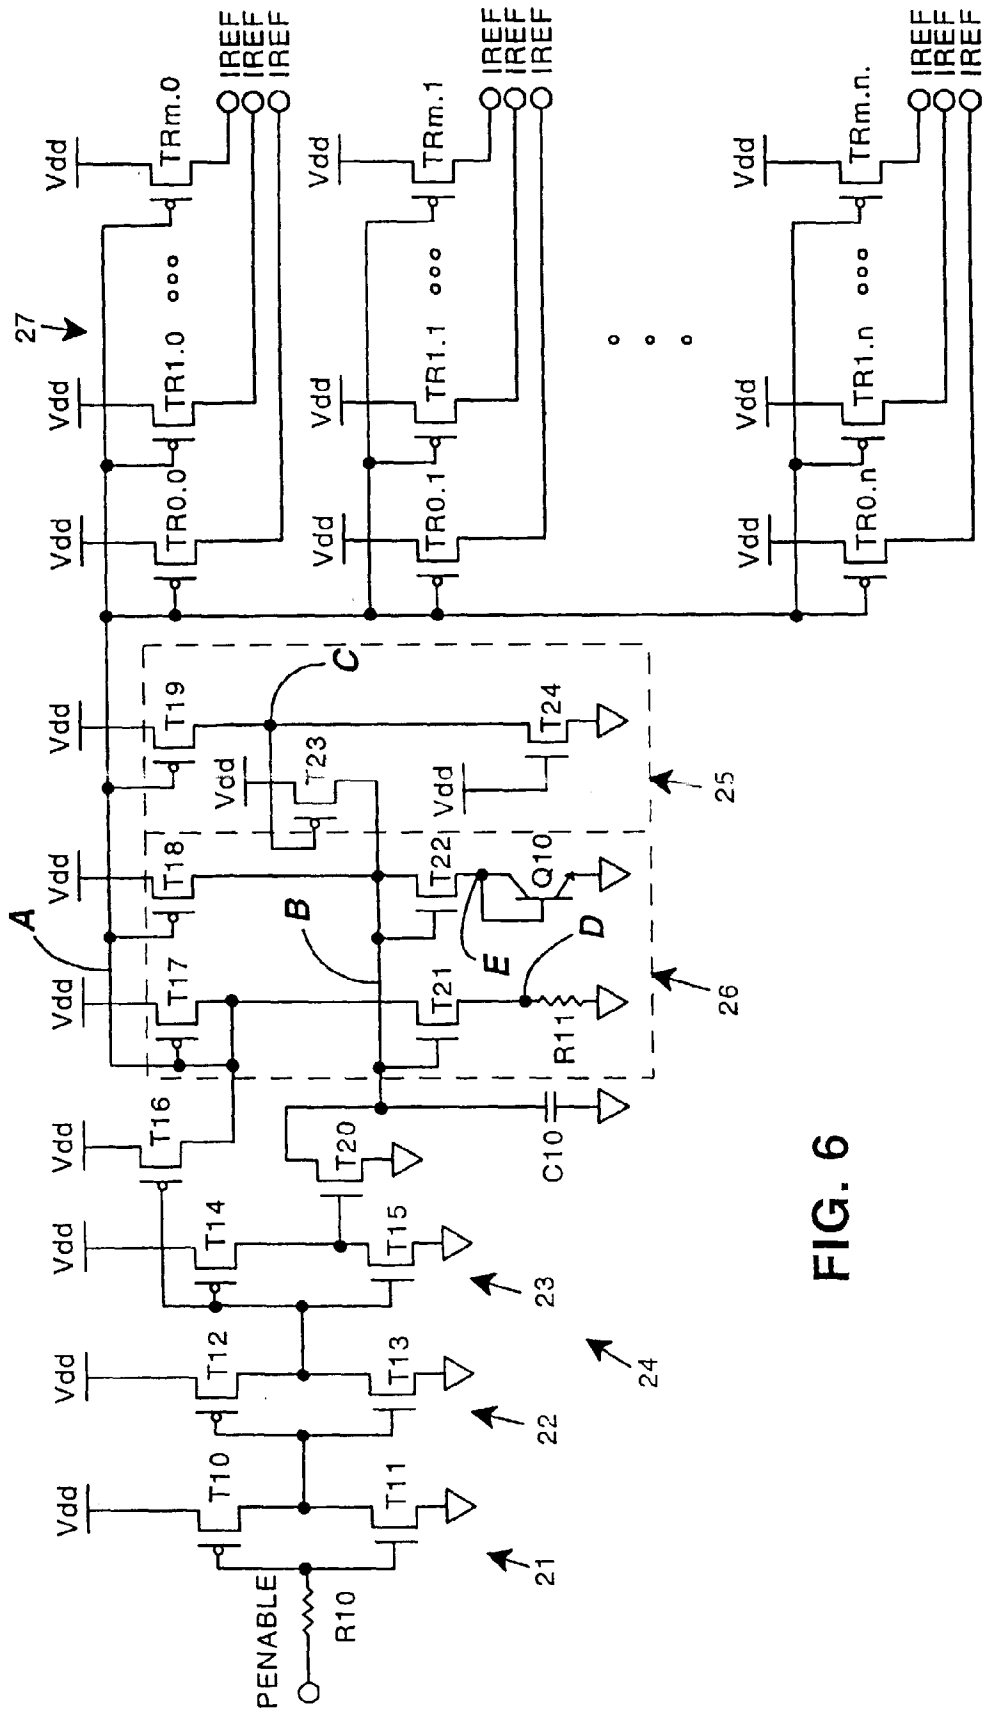 27
Vdd
Vdd
Vdd
Vdd
Vdd
Vdd
Vdd
Vdd
Vdd
A
T10
T12
T14
T16
T17
T18
T19
TR0.0
TR1.0
TRm.0
IREF
IREF
IREF
Vdd
T23
C
Vdd
Vdd
Vdd
PENABLE
R10
T11
T13
T15
T20
B
T21
T22
Vdd
T24
TR0.1
TR1.1
TRm.1
IREF
IREF
IREF
E
Q10
D
R11
C10
21
22
23
24
26
25
Vdd
Vdd
Vdd
TR0.n
TR1.n
TRm.n.
IREF
IREF
IREF
FIG. 6